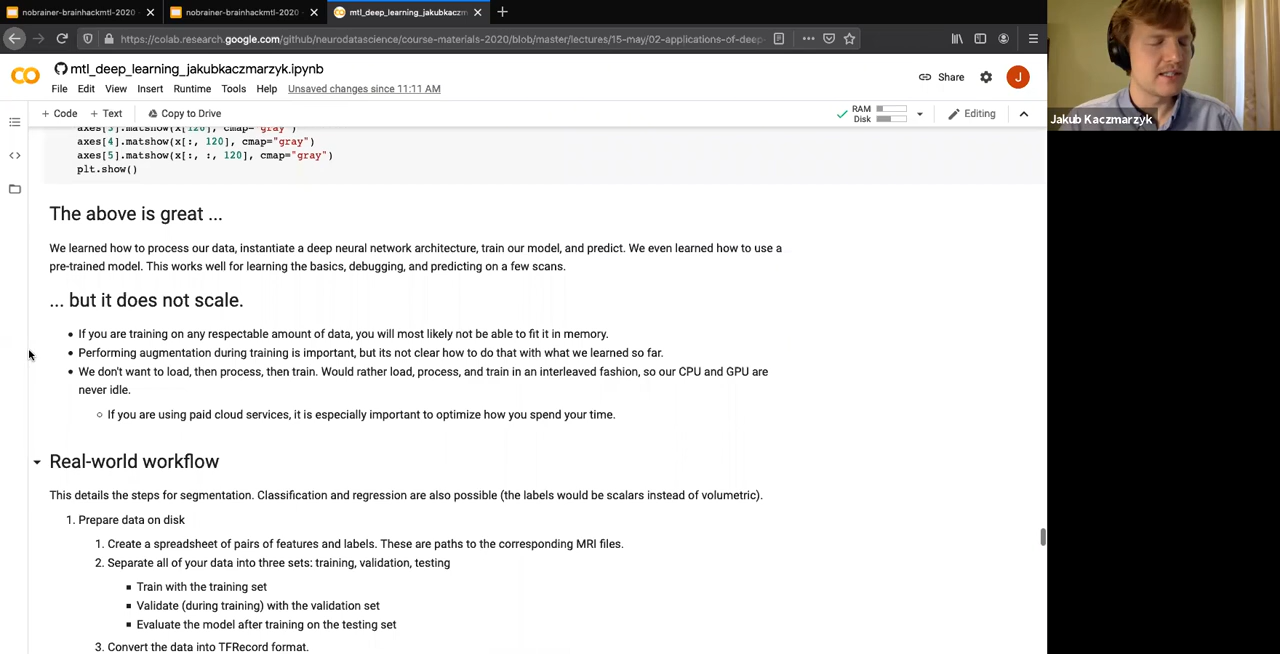 nobrainer-brainhackmtl-2020
nobrainer-brainhackmtl-2020
mtl_deep_learning_jakubkaczm
https://colab.research.google.com/github/neurodatascience/course-materials-2020/blob/master/lectures/15-may/02-applications-of-deep-
mtl_deep_learning_jakubkaczmarzyk.ipynb
File Edit View Insert Runtime Tools Help Unsaved changes since 11:11 AM
Share
J
+ Code + Text Copy to Drive
RAM
Disk
Editing
Jakub Kaczmarzyk
axes[3].matshow(x[120], cmap="gray")
axes[4].matshow(x[:, 120], cmap="gray")
axes[5].matshow(x[:, :, 120], cmap="gray")
plt.show()
The above is great ...
We learned how to process our data, instantiate a deep neural network architecture, train our model, and predict. We even learned how to use a
pre-trained model. This works well for learning the basics, debugging, and predicting on a few scans.
... but it does not scale.
• If you are training on any respectable amount of data, you will most likely not be able to fit it in memory.
• Performing augmentation during training is important, but its not clear how to do that with what we learned so far.
• We don't want to load, then process, then train. Would rather load, process, and train in an interleaved fashion, so our CPU and GPU are
never idle.
◦ If you are using paid cloud services, it is especially important to optimize how you spend your time.
Real-world workflow
This details the steps for segmentation. Classification and regression are also possible (the labels would be scalars instead of volumetric).
1. Prepare data on disk
1. Create a spreadsheet of pairs of features and labels. These are paths to the corresponding MRI files.
2. Separate all of your data into three sets: training, validation, testing
▪ Train with the training set
▪ Validate (during training) with the validation set
▪ Evaluate the model after training on the testing set
3. Convert the data into TFRecord format.